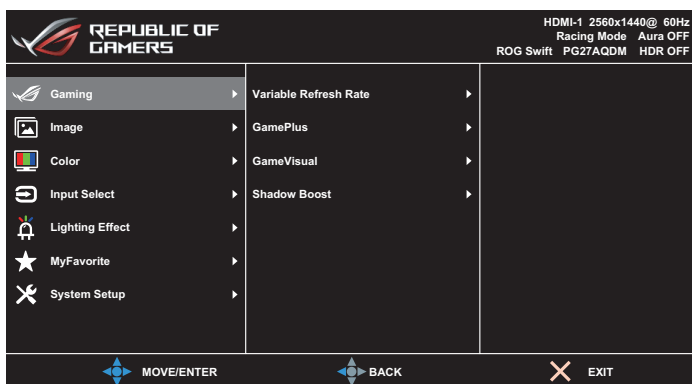 REPUBLIC OF
GAMERS
HDMI-1 2560x1440@ 60Hz
Racing Mode Aura OFF
ROG Swift PG27AQDM HDR OFF
Gaming
Image
Color
Input Select
Lighting Effect
MyFavorite
System Setup
Variable Refresh Rate
GamePlus
GameVisual
Shadow Boost
MOVE/ENTER
BACK
EXIT